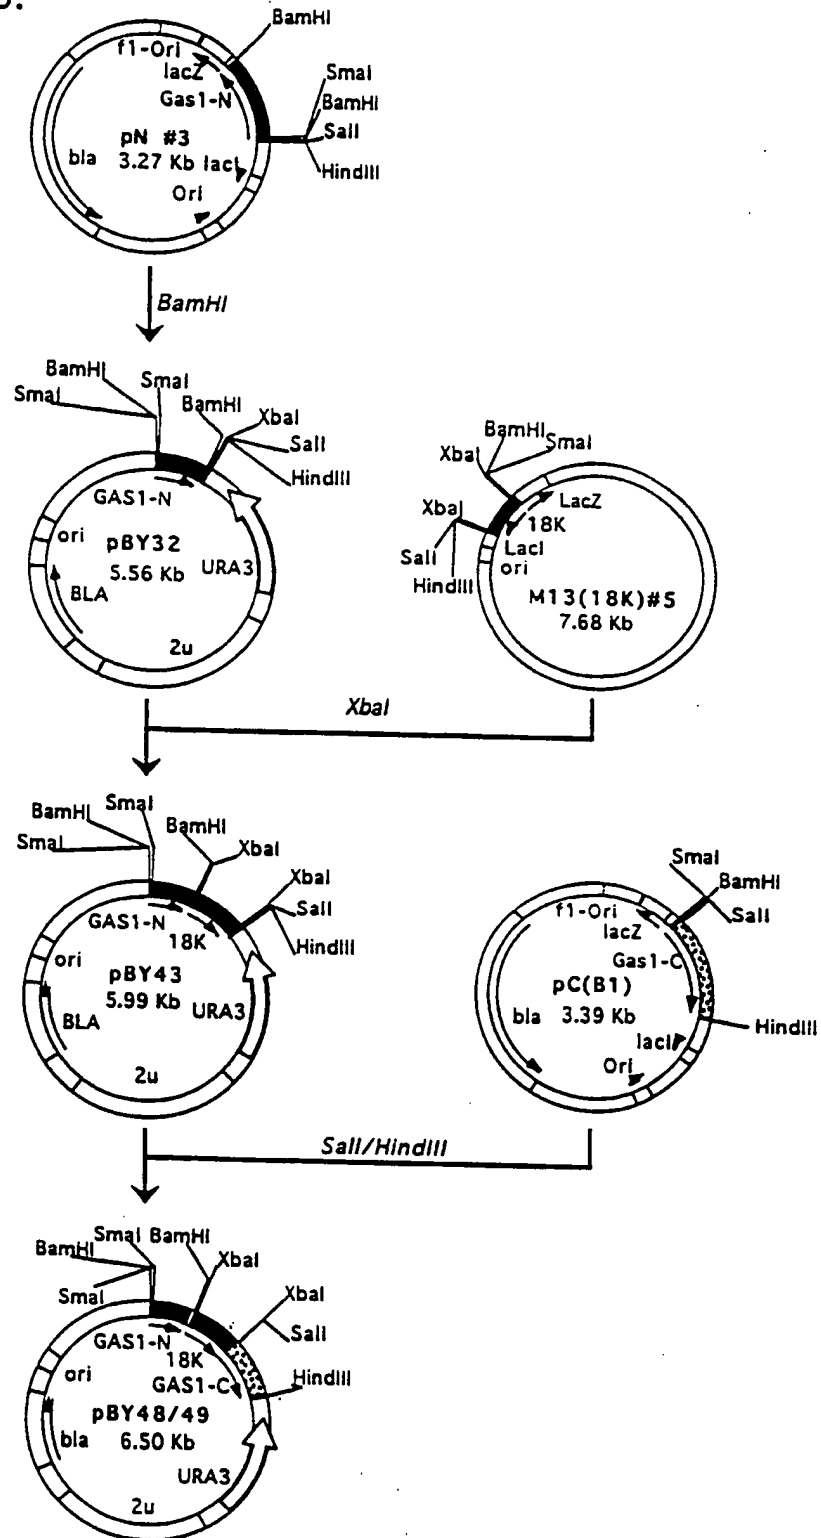 BamHI
f1-Ori
lacZ
SmaI
Gas1-N
BamHI
pN #3
SalI
bla
3.27 Kb
lacI
HindIII
Ori
BamHI
BamHI
SmaI
SmaI
BamHI
XbaI
SalI
HindIII
GAS1-N
ori
pBY32
5.56 Kb
URA3
BLA
2u
BamHI
SmaI
XbaI
XbaI
LacZ
18K
SalI
LacI
ori
HindIII
M13(18K)#5
7.68 Kb
XbaI
BamHI
SmaI
SmaI
BamHI
XbaI
XbaI
SalI
HindIII
GAS1-N
18K
ori
pBY43
5.99 Kb
URA3
BLA
2u
SmaI
BamHI
SalI
f1-Ori
lacZ
Gas1-C
pC(B1)
bla
3.39 Kb
HindIII
lacI
Ori
SalI/HindIII
SmaI
BamHI
BamHI
XbaI
SmaI
XbaI
SalI
GAS1-N
18K
GAS1-C
HindIII
ori
pBY48/49
bla
6.50 Kb
URA3
2u